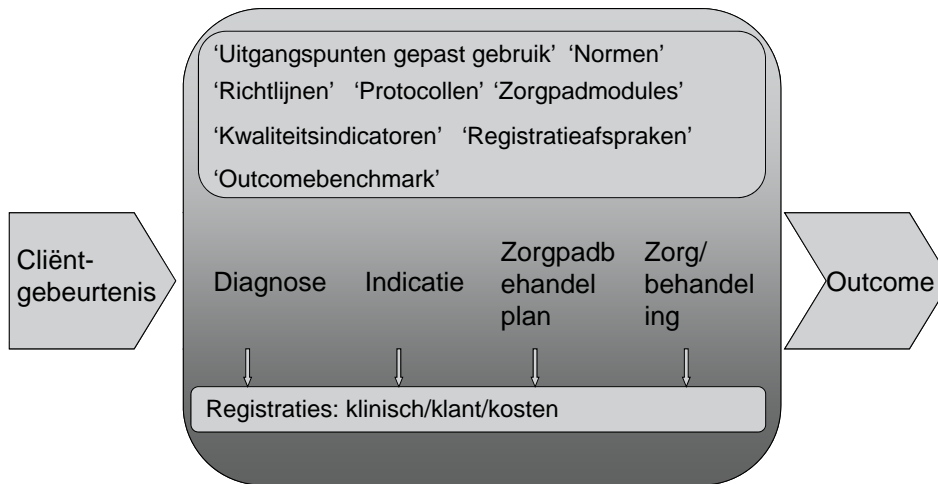 ‘Uitgangspunten gepast gebruik’ ‘Normen’
‘Richtlijnen’ ‘Protocollen’ ‘Zorgpadmodules’
‘Kwaliteitsindicatoren’ ‘Registratieafspraken’
‘Outcomebenchmark’
Cliënt-
gebeurtenis
Diagnose
Indicatie
Zorgpadb
ehandel
plan
Zorg/
behandel
ing
Outcome
Registraties: klinisch/klant/kosten